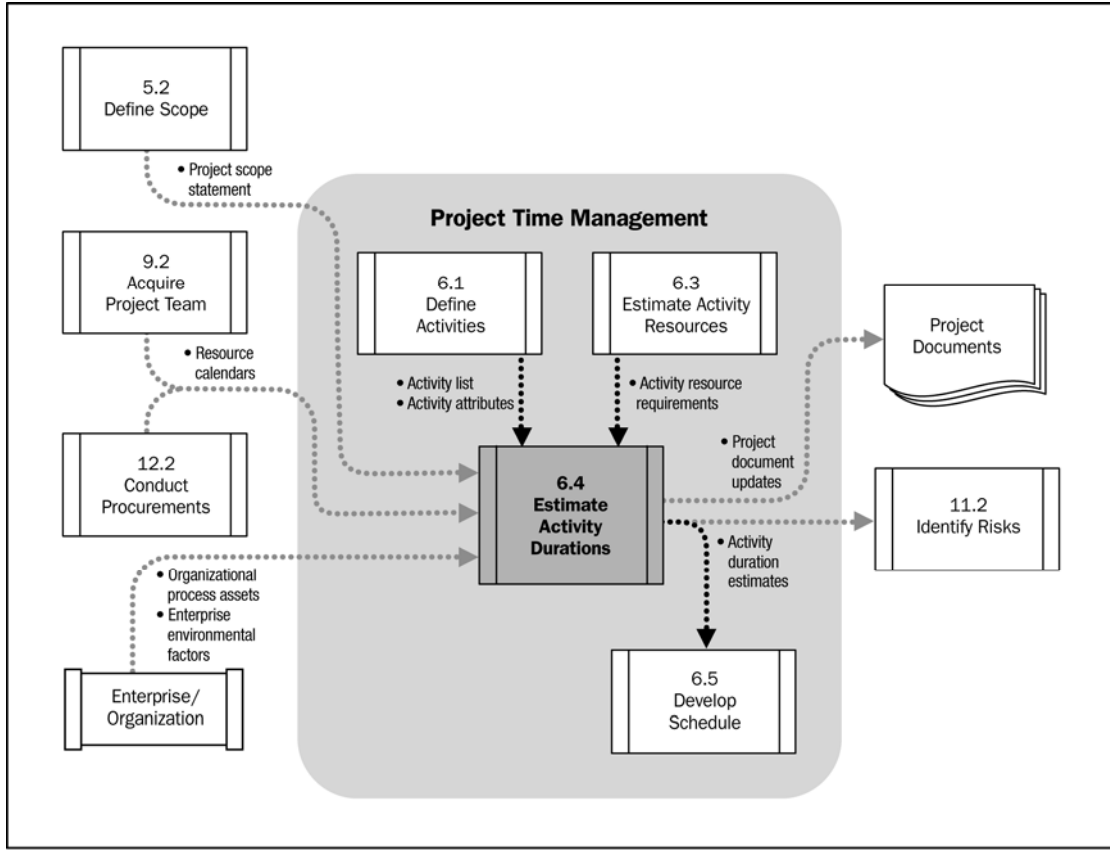 5.2
Define Scope
• Project scope
statement
Project Time Management
9.2
Acquire
Project Team
6.1
Define
Activities
6.3
Estimate Activity
Resources
Project
Documents
• Resource
calendars
• Activity list
• Activity attributes
• Activity resource
requirements
12.2
Conduct
Procurements
6.4
Estimate
Activity
Durations
• Project
document
updates
11.2
Identify Risks
• Activity
duration
estimates
• Organizational
process assets
• Enterprise
environmental
factors
Enterprise/
Organization
6.5
Develop
Schedule